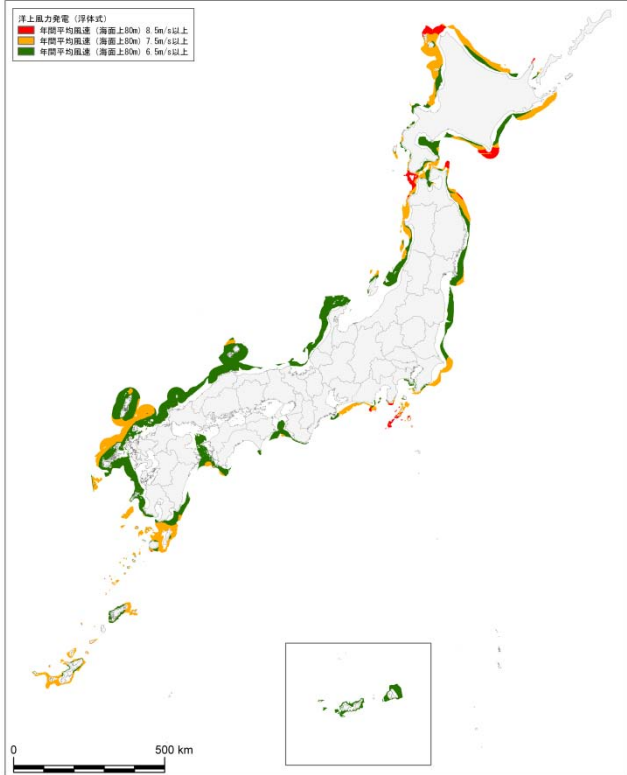 洋上風力発電（浮体式）
年間平均風速（海面上80m）8.5m/s以上
年間平均風速（海面上80m）7.5m/s以上
年間平均風速（海面上80m）6.5m/s以上
0 500 km